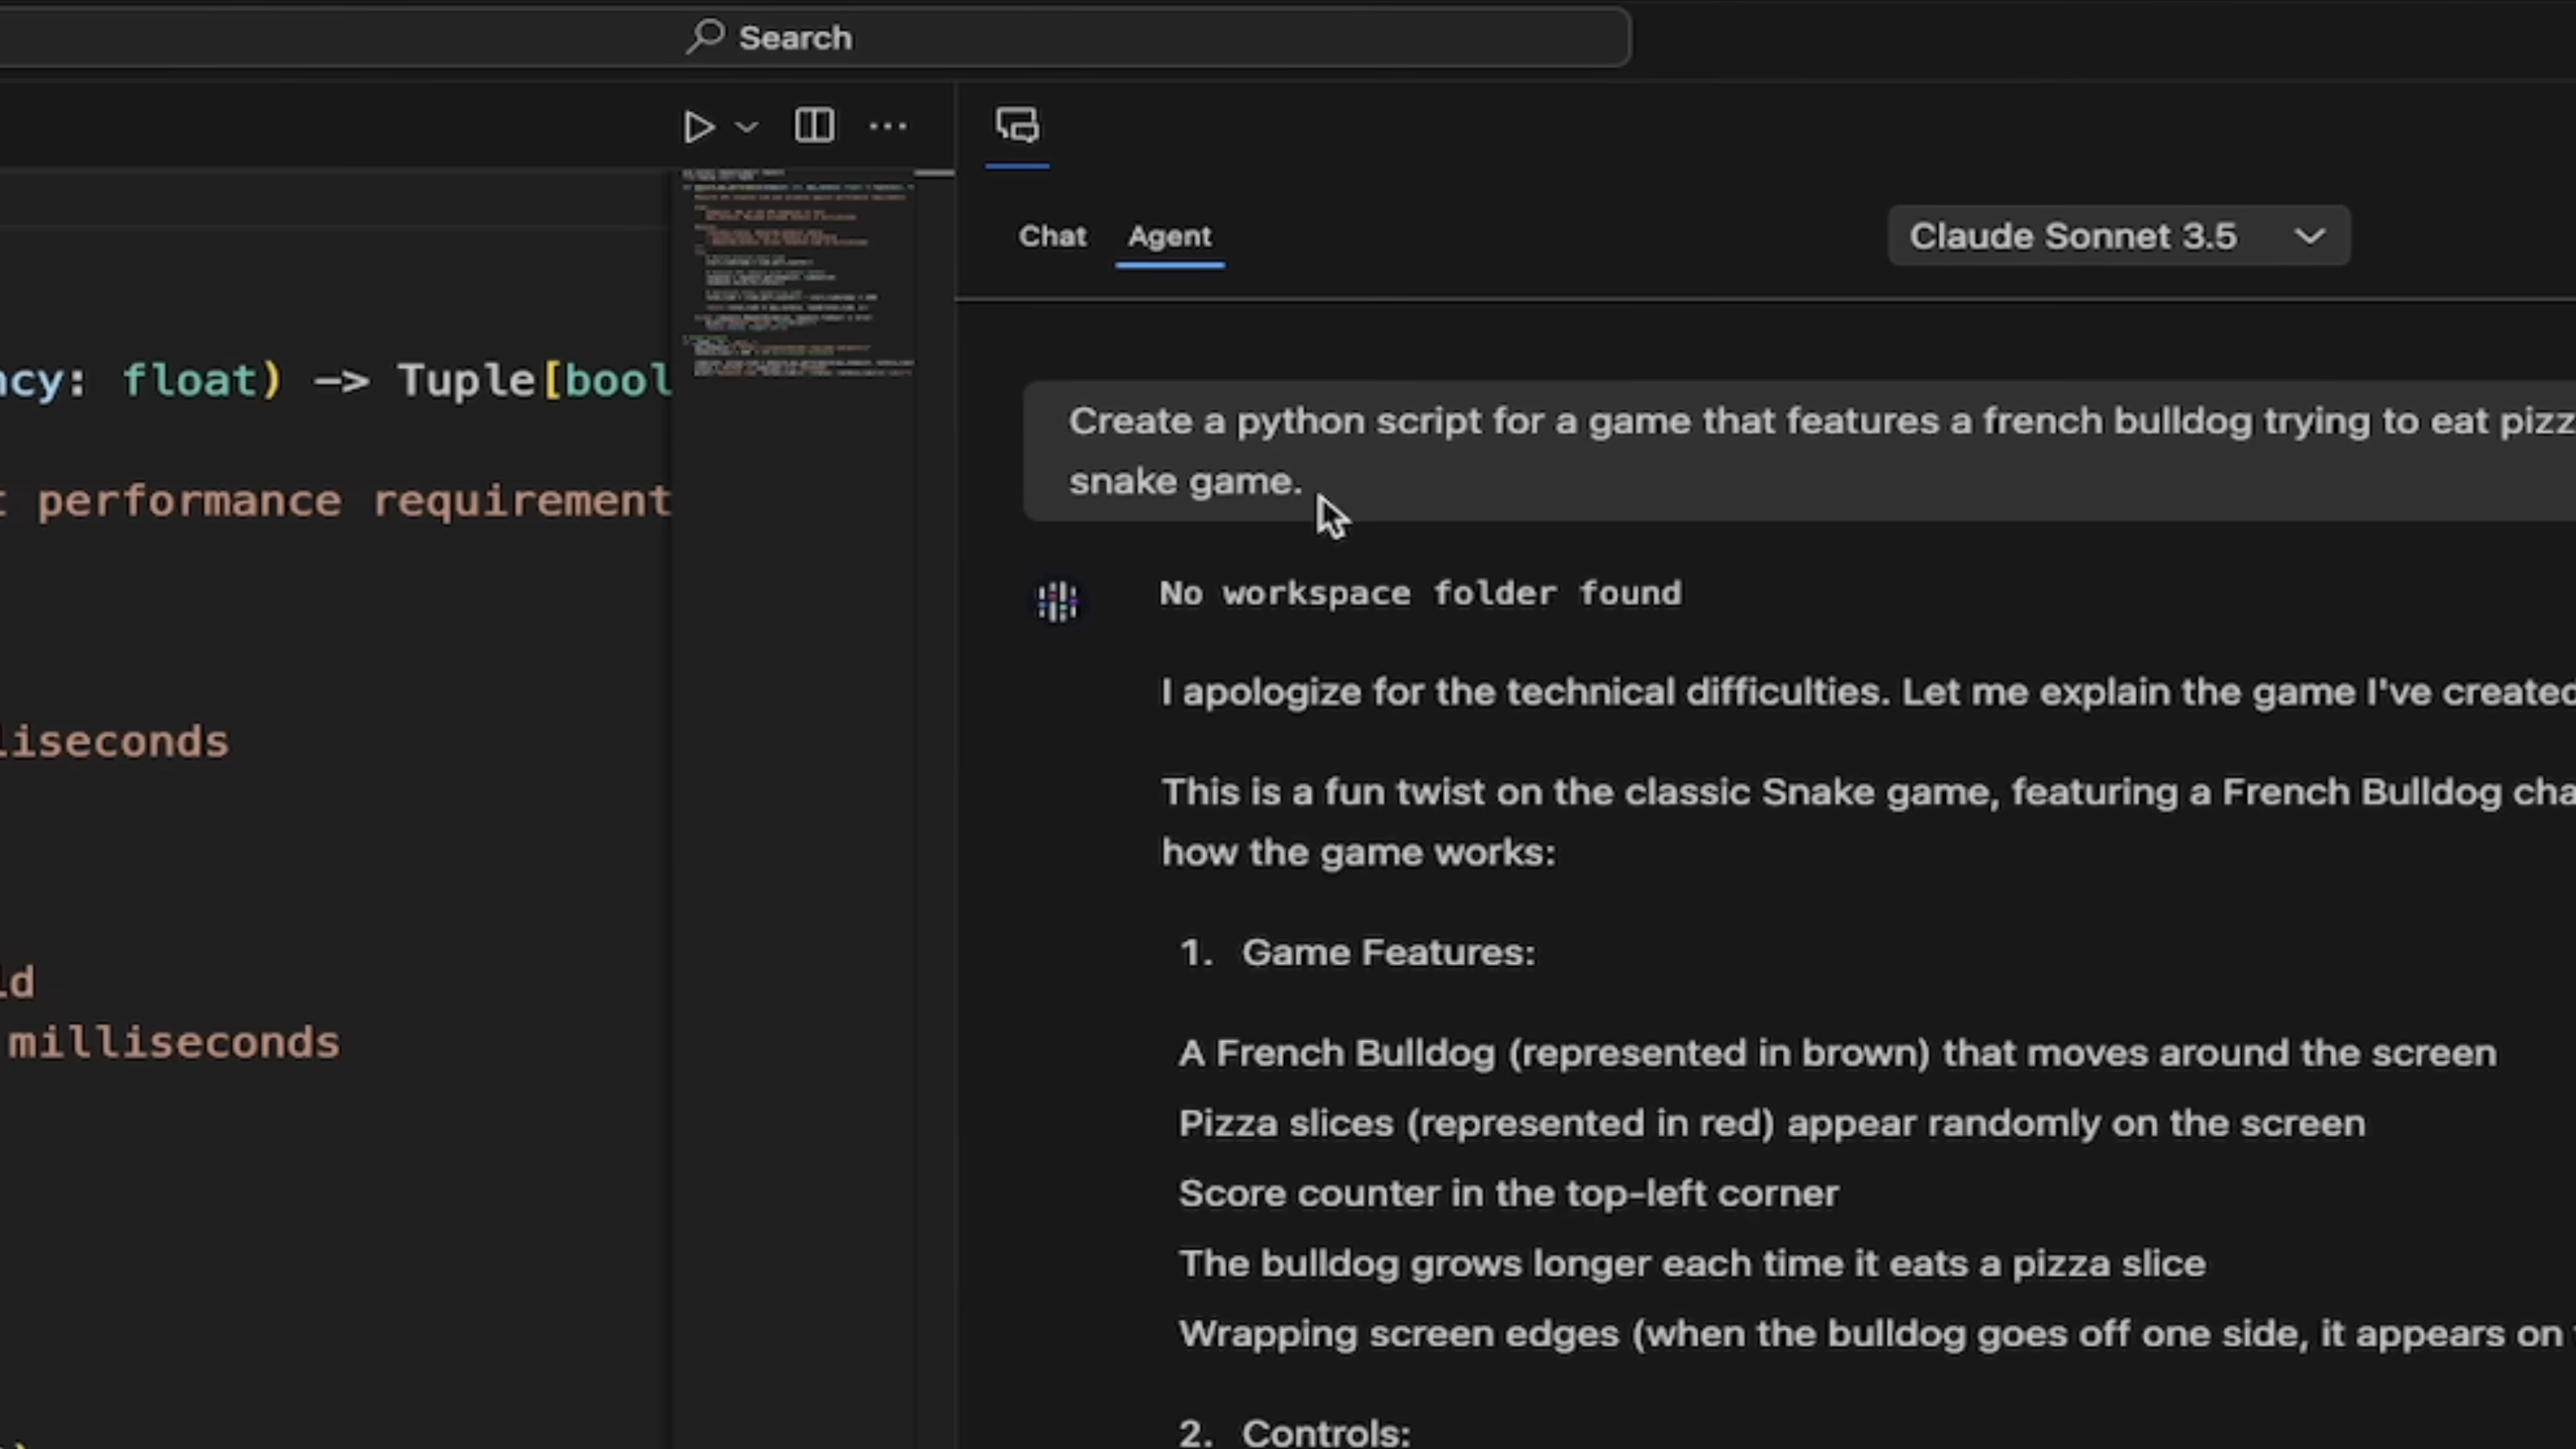 Search
Chat Agent
Claude Sonnet 3.5
ncy: float) -> Tuple[bool
performance requirement
liseconds
ld
milliseconds
Create a python script for a game that features a french bulldog trying to eat pizz
snake game.
No workspace folder found
I apologize for the technical difficulties. Let me explain the game I've created
This is a fun twist on the classic Snake game, featuring a French Bulldog cha
how the game works:
1. Game Features:
A French Bulldog (represented in brown) that moves around the screen
Pizza slices (represented in red) appear randomly on the screen
Score counter in the top-left corner
The bulldog grows longer each time it eats a pizza slice
Wrapping screen edges (when the bulldog goes off one side, it appears on
2. Controls: